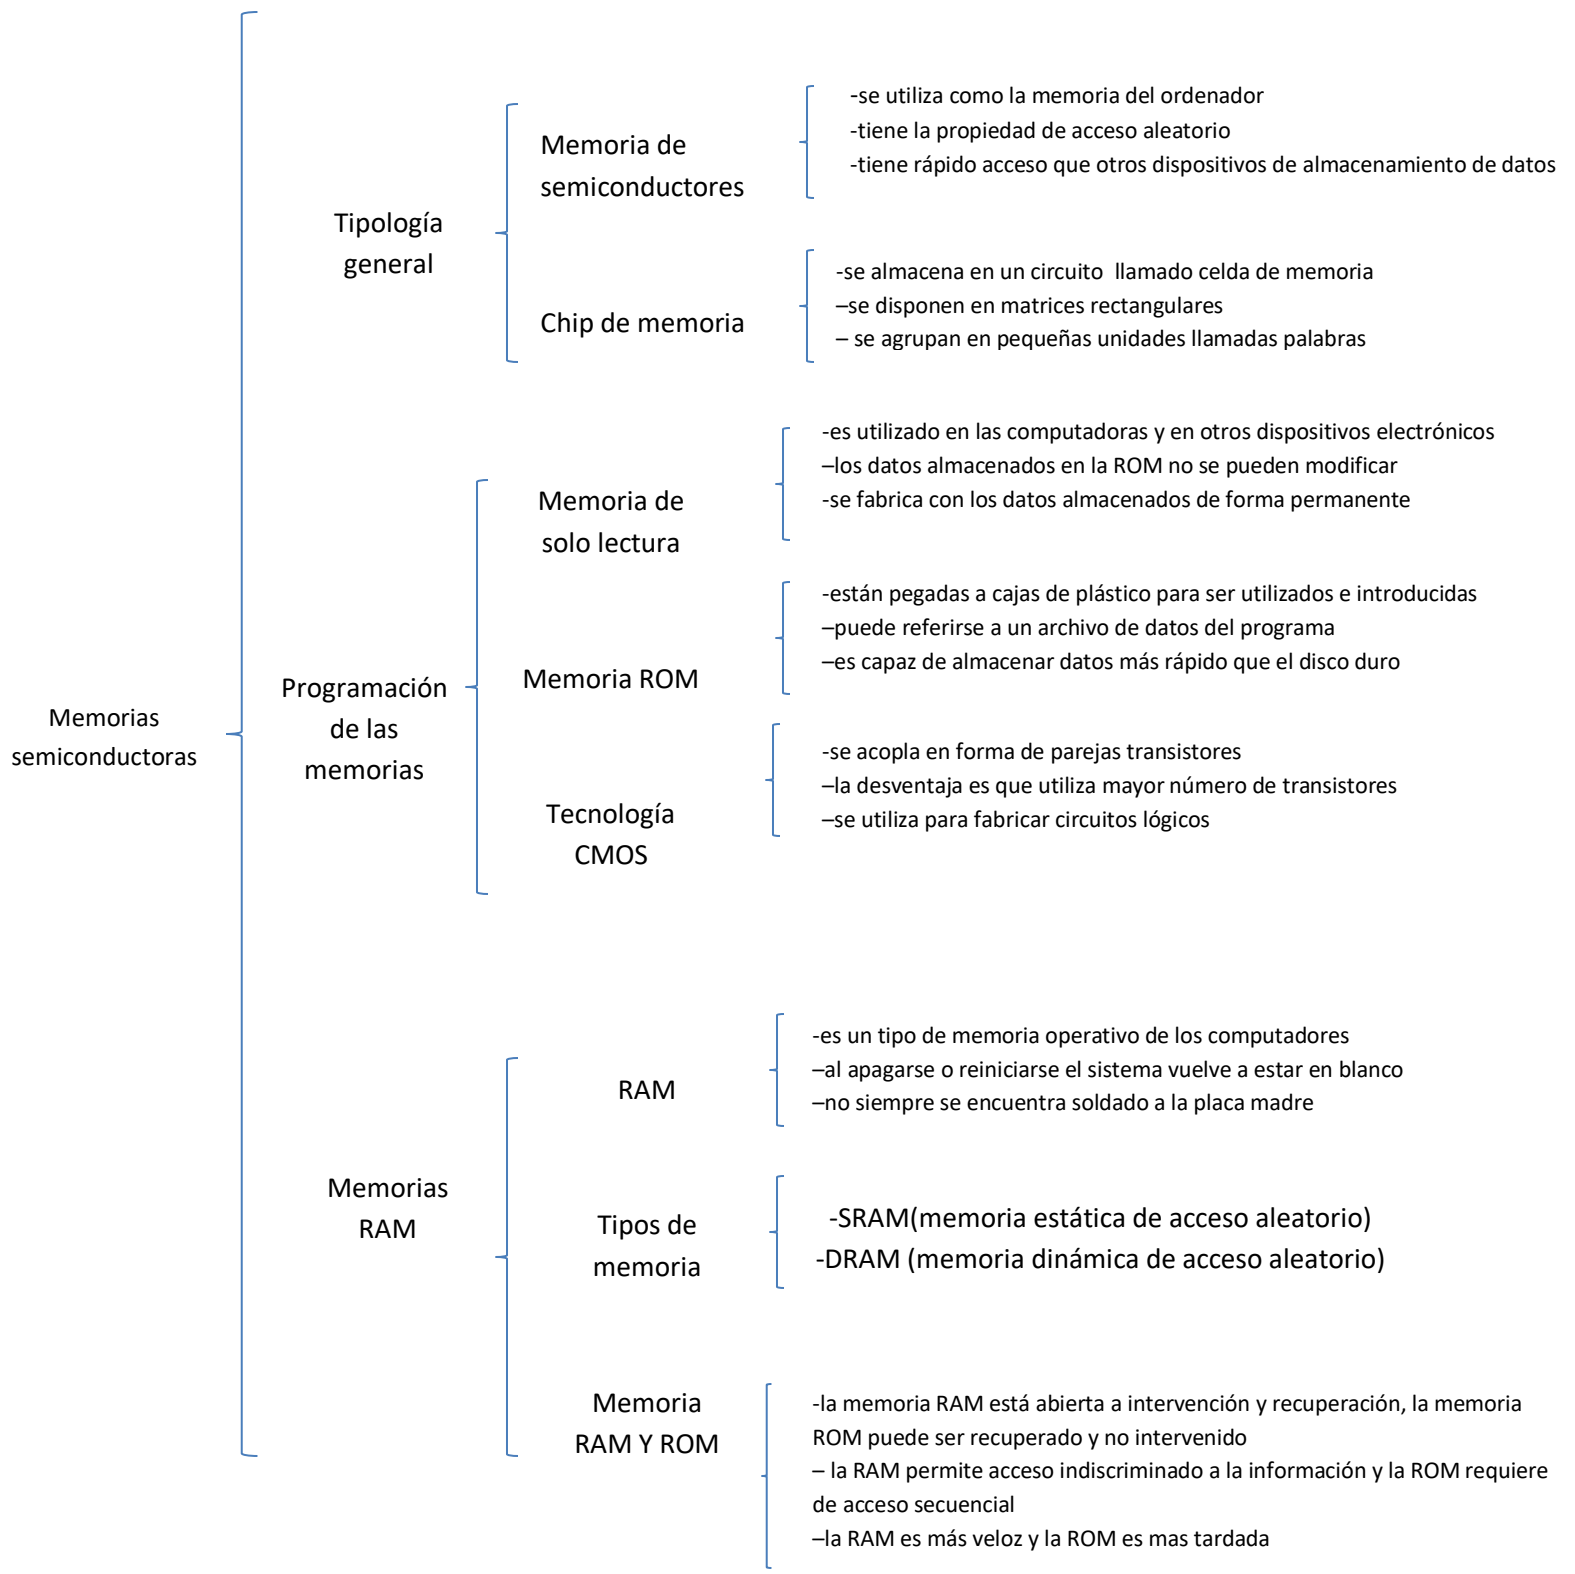 Memorias
semiconductoras
Tipología
general
Memoria de
semiconductores
-se utiliza como la memoria del ordenador
-tiene la propiedad de acceso aleatorio
-tiene rápido acceso que otros dispositivos de almacenamiento de datos
Chip de memoria
-se almacena en un circuito  llamado celda de memoria
–se disponen en matrices rectangulares
– se agrupan en pequeñas unidades llamadas palabras
Programación
de las
memorias
Memoria de
solo lectura
-es utilizado en las computadoras y en otros dispositivos electrónicos
–los datos almacenados en la ROM no se pueden modificar
-se fabrica con los datos almacenados de forma permanente
Memoria ROM
-están pegadas a cajas de plástico para ser utilizados e introducidas
–puede referirse a un archivo de datos del programa
–es capaz de almacenar datos más rápido que el disco duro
Tecnología
CMOS
-se acopla en forma de parejas transistores
–la desventaja es que utiliza mayor número de transistores
–se utiliza para fabricar circuitos lógicos
Memorias
RAM
RAM
-es un tipo de memoria operativo de los computadores
–al apagarse o reiniciarse el sistema vuelve a estar en blanco
–no siempre se encuentra soldado a la placa madre
Tipos de
memoria
-SRAM(memoria estática de acceso aleatorio)
-DRAM (memoria dinámica de acceso aleatorio)
Memoria
RAM Y ROM
-la memoria RAM está abierta a intervención y recuperación, la memoria
ROM puede ser recuperado y no intervenido
– la RAM permite acceso indiscriminado a la información y la ROM requiere
de acceso secuencial
–la RAM es más veloz y la ROM es mas tardada